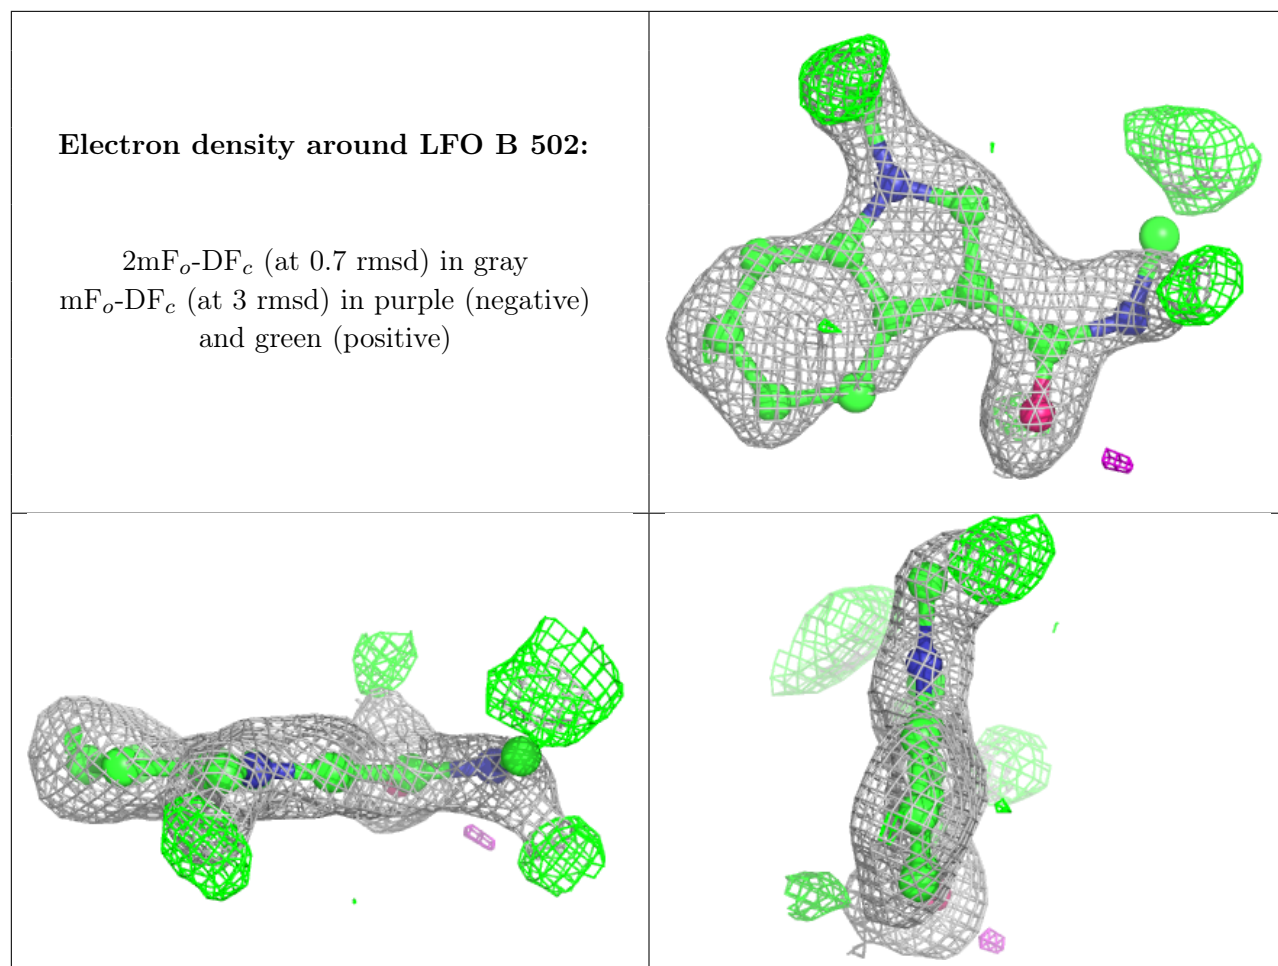 Electron density around LFO B 502:
2mFo-DFc (at 0.7 rmsd) in gray
mFo-DFc (at 3 rmsd) in purple (negative)
and green (positive)